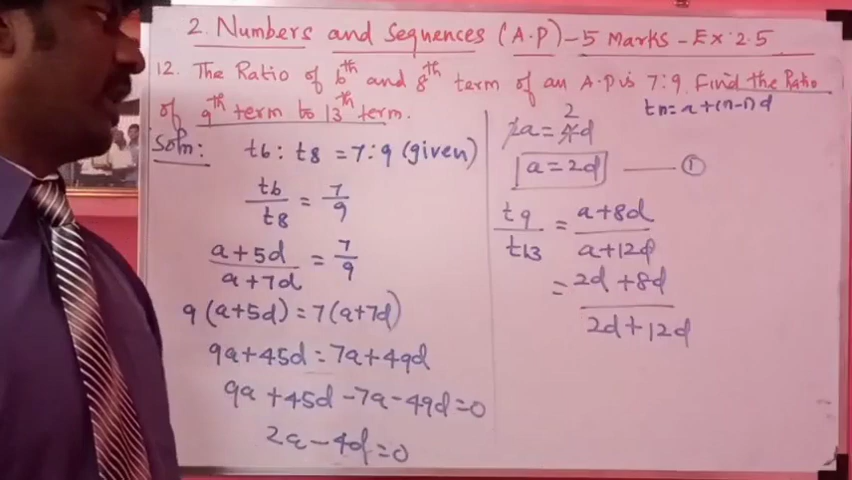 2. Numbers and Sequences (A.P) - 5 Marks - Ex 2.5
12. The Ratio of 6th and 8th term of an A.P is 7:9. Find the Ratio
of 9th term to 13th term.
tn = a+(n-1)d
Soln: t6 : t8 = 7:9 (given)
t6/t8 = 7/9
a+5d/a+7d = 7/9
9(a+5d) = 7(a+7d)
9a+45d = 7a+49d
9a+45d-7a-49d=0
2a-4d=0
2
2a = 4d
a = 2d — ①
t9/t13 = a+8d/a+12d
= 2d+8d/2d+12d